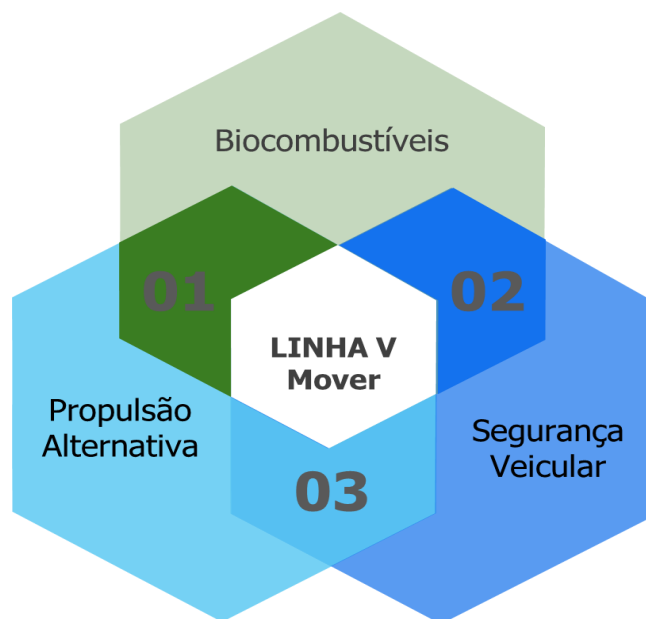 Biocombustíveis
01
02
LINHA V
Mover
Propulsão
Alternativa
Segurança
Veicular
03